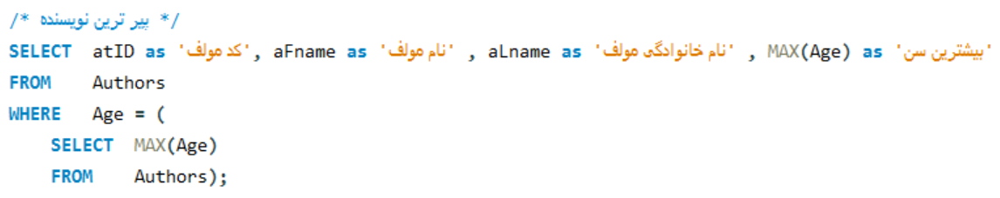 /* پیر ترین نویسنده */
SELECT atID as 'کد مولف', aFname as 'نام مولف' , aLname as 'نام خانوادگی مولف' , MAX(Age) as 'بیشترین سن'
FROM Authors
WHERE Age = (
SELECT MAX(Age)
FROM Authors);